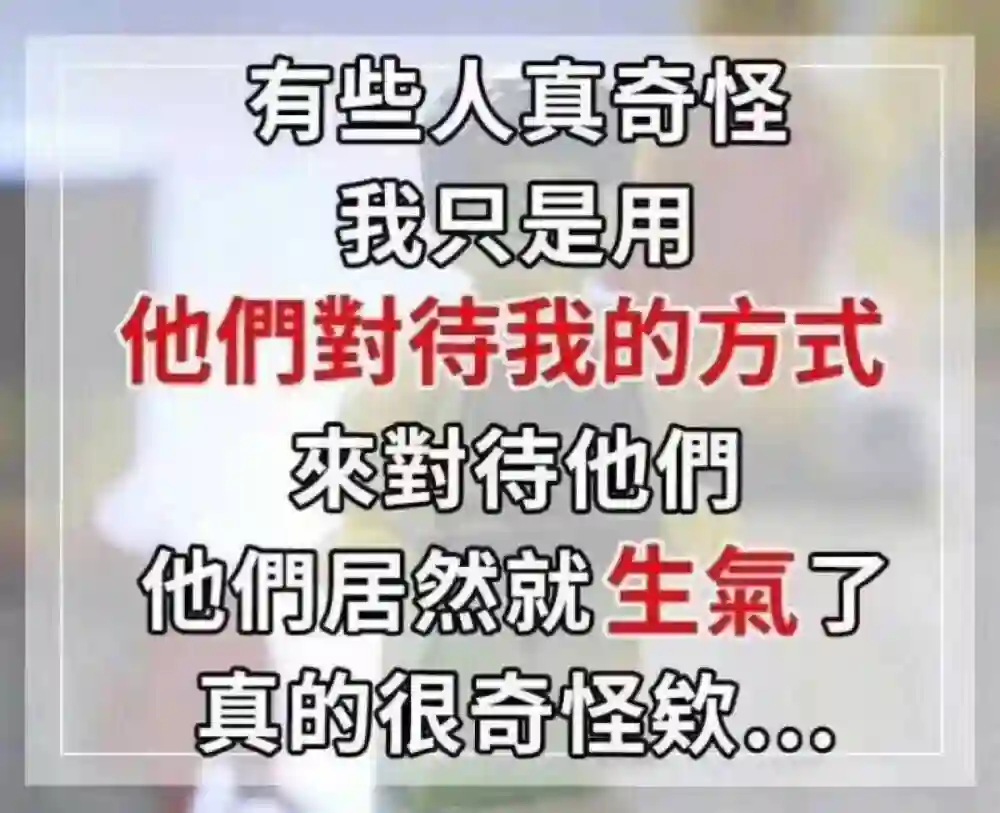 有些人真奇怪
我只是用
他們對待我的方式
來對待他們
他們居然就生氣了
真的很奇怪欸...